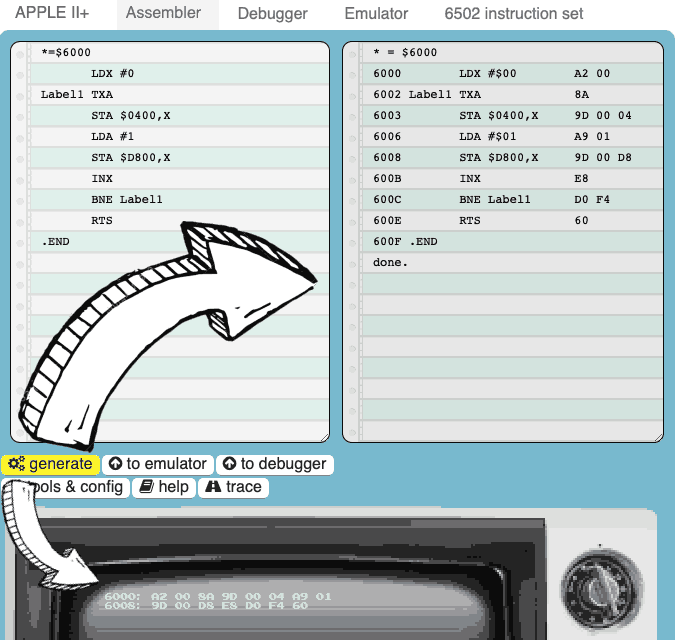 APPLE II+ Assembler Debugger Emulator 6502 instruction set
*=$6000
LDX #0
Label1 TXA
STA $0400,X
LDA #1
STA $D800,X
INX
BNE Label1
RTS
.END
* = $6000
6000 LDX #$00 A2 00
6002 Label1 TXA 8A
6003 STA $0400,X 9D 00 04
6006 LDA #$01 A9 01
6008 STA $D800,X 9D 00 D8
600B INX E8
600C BNE Label1 D0 F4
600E RTS 60
600F .END
done.
generate to emulator to debugger
ools & config help trace
6000: A2 00 8A 9D 00 04 A9 01
6008: 9D 00 D8 E8 D0 F4 60